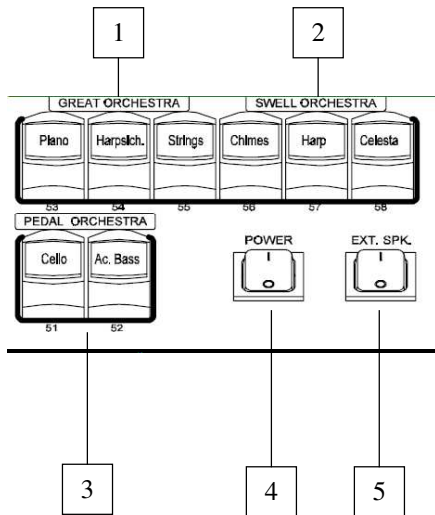 1 2
GREAT ORCHESTRA SWELL ORCHESTRA
Piano Harpsich. Strings Chimes Harp Celesta
53 54 55 56 57 58
PEDAL ORCHESTRA
POWER EXT. SPK.
Cello Ac. Bass
51 52
3 4 5